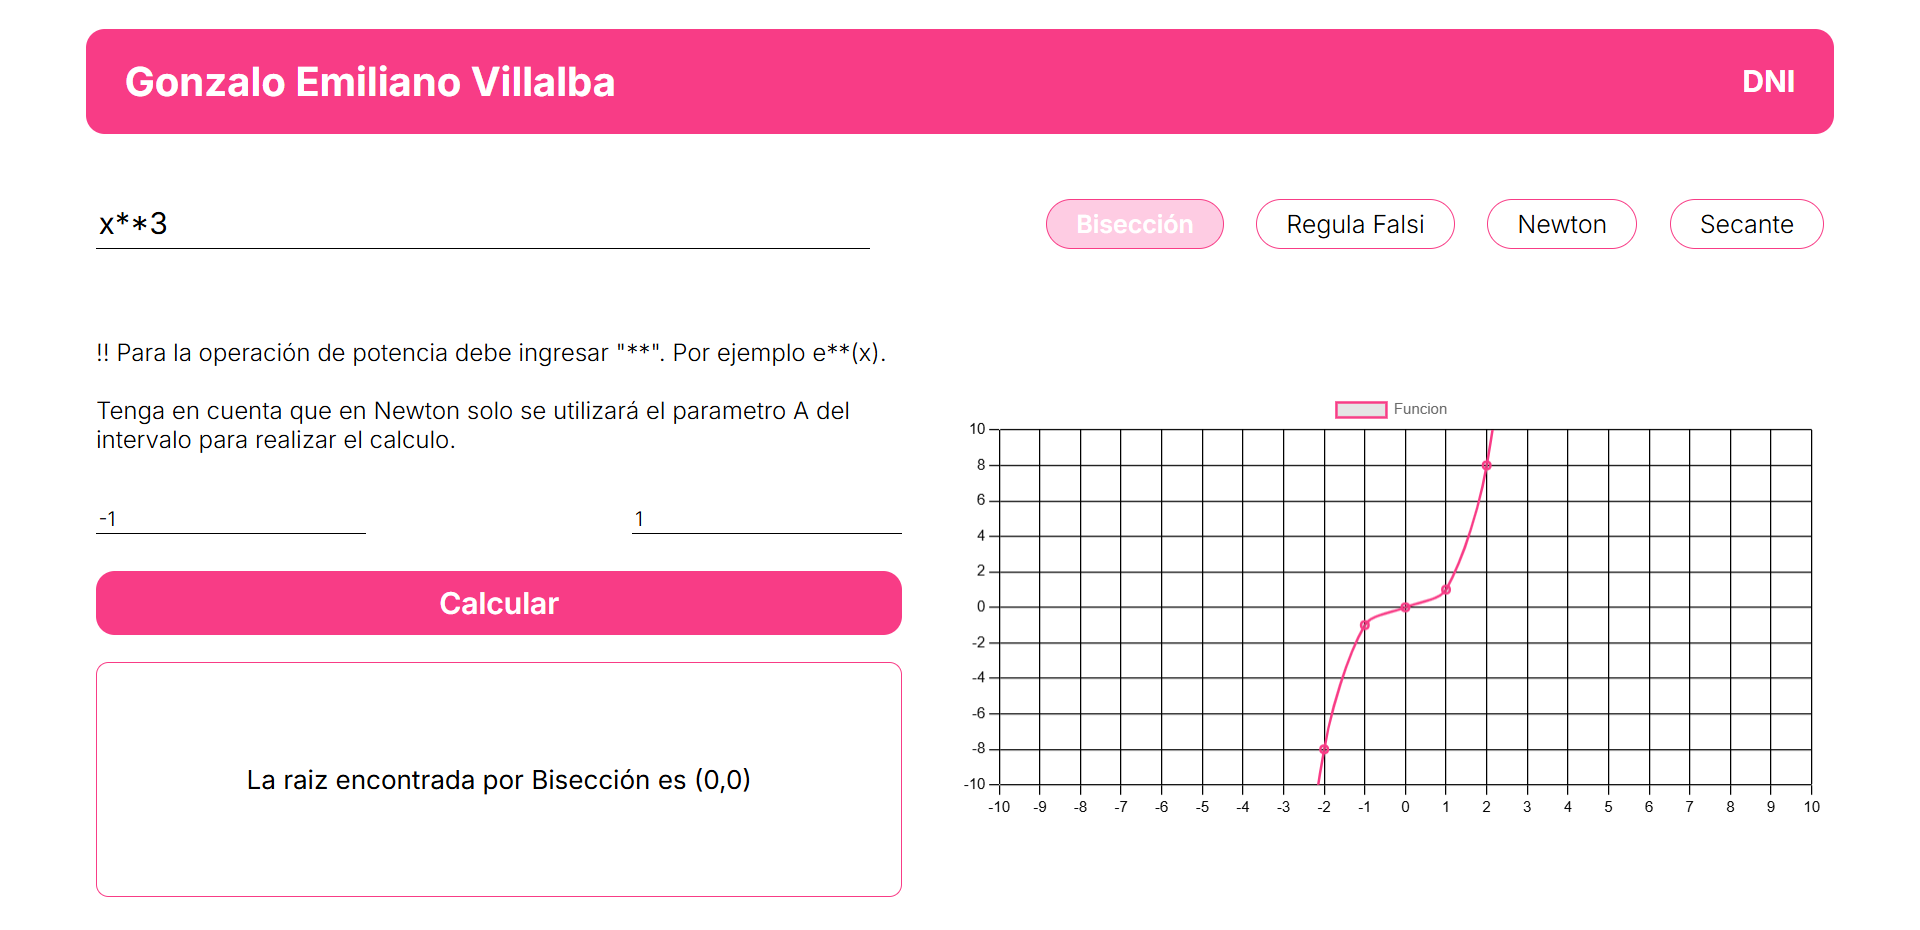 Gonzalo Emiliano Villalba
DNI
x**3
Bisección
Regula Falsi
Newton
Secante
!! Para la operación de potencia debe ingresar "**". Por ejemplo e**(x).
Tenga en cuenta que en Newton solo se utilizará el parametro A del
intervalo para realizar el calculo.
-1
1
Calcular
La raiz encontrada por Bisección es (0,0)
Funcion
10
8
6
4
2
0
-2
-4
-6
-8
-10
-10 -9 -8 -7 -6 -5 -4 -3 -2 -1 0 1 2 3 4 5 6 7 8 9 10